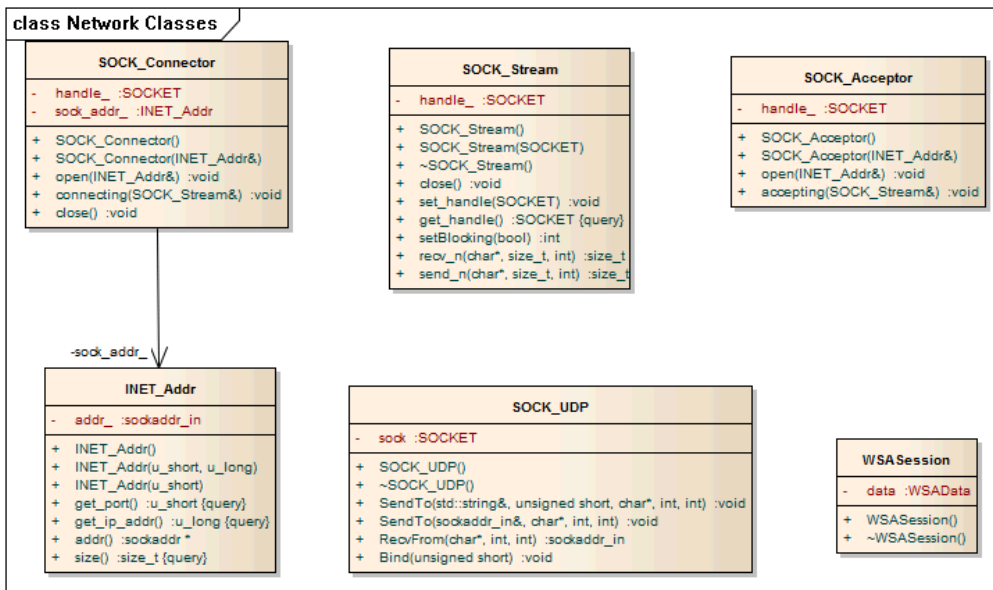 class Network Classes
SOCK_Connector
- handle_ :SOCKET
- sock_addr_ :INET_Addr
+ SOCK_Connector()
+ SOCK_Connector(INET_Addr&)
+ open(INET_Addr&) :void
+ connecting(SOCK_Stream&) :void
+ close() :void
SOCK_Stream
- handle_ :SOCKET
+ SOCK_Stream()
+ SOCK_Stream(SOCKET)
+ ~SOCK_Stream()
+ close() :void
+ set_handle(SOCKET) :void
+ get_handle() :SOCKET {query}
+ setBlocking(bool) :int
+ recv_n(char*, size_t, int) :size_t
+ send_n(char*, size_t, int) :size_t
SOCK_Acceptor
- handle_ :SOCKET
+ SOCK_Acceptor()
+ SOCK_Acceptor(INET_Addr&)
+ open(INET_Addr&) :void
+ accepting(SOCK_Stream&) :void
-sock_addr_
INET_Addr
- addr_ :sockaddr_in
+ INET_Addr()
+ INET_Addr(u_short, u_long)
+ INET_Addr(u_short)
+ get_port() :u_short {query}
+ get_ip_addr() :u_long {query}
+ addr() :sockaddr *
+ size() :size_t {query}
SOCK_UDP
- sock :SOCKET
+ SOCK_UDP()
+ ~SOCK_UDP()
+ SendTo(std::string&, unsigned short, char*, int, int) :void
+ SendTo(sockaddr_in&, char*, int, int) :void
+ RecvFrom(char*, int, int) :sockaddr_in
+ Bind(unsigned short) :void
WSASession
- data :WSAData
+ WSASession()
+ ~WSASession()